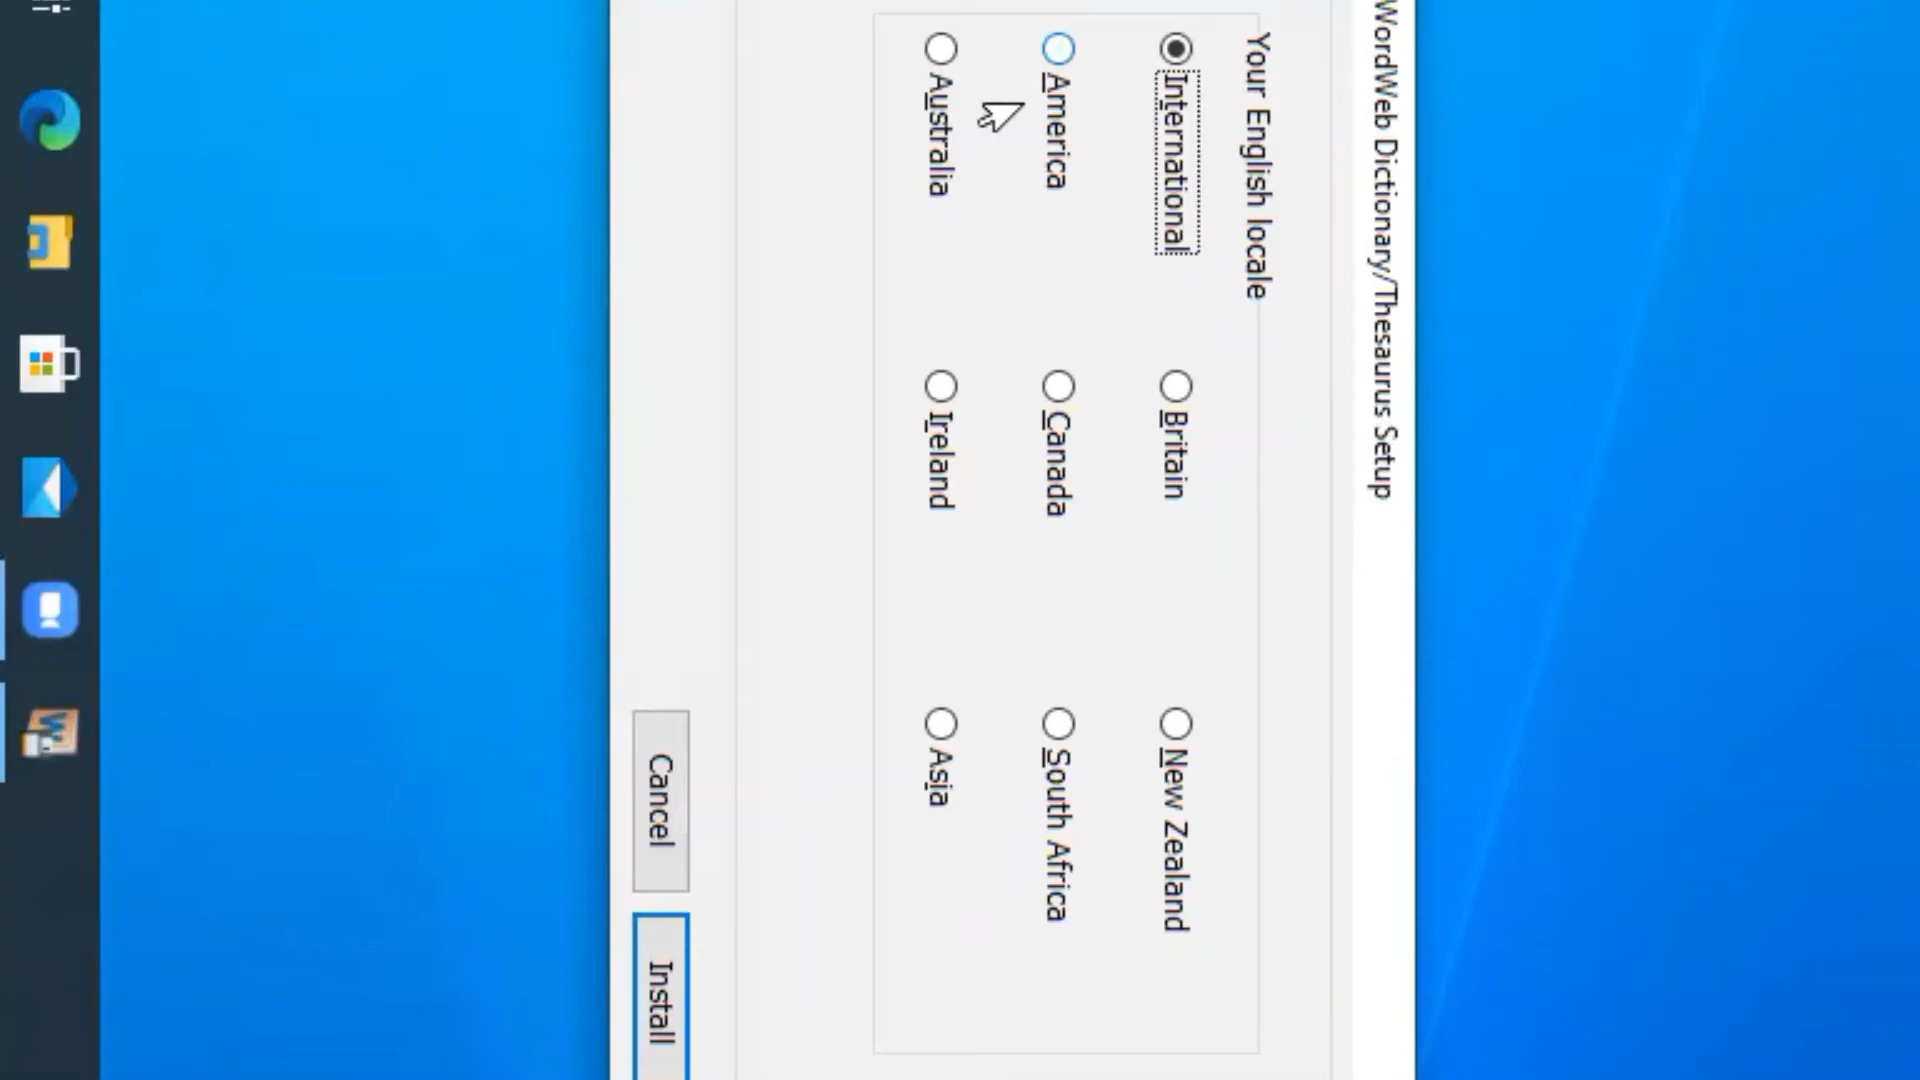 WordWeb Dictionary/Thesaurus Setup
Your English locale
International
Britain
New Zealand
America
Canada
South Africa
Australia
Ireland
Asia
Cancel
Install